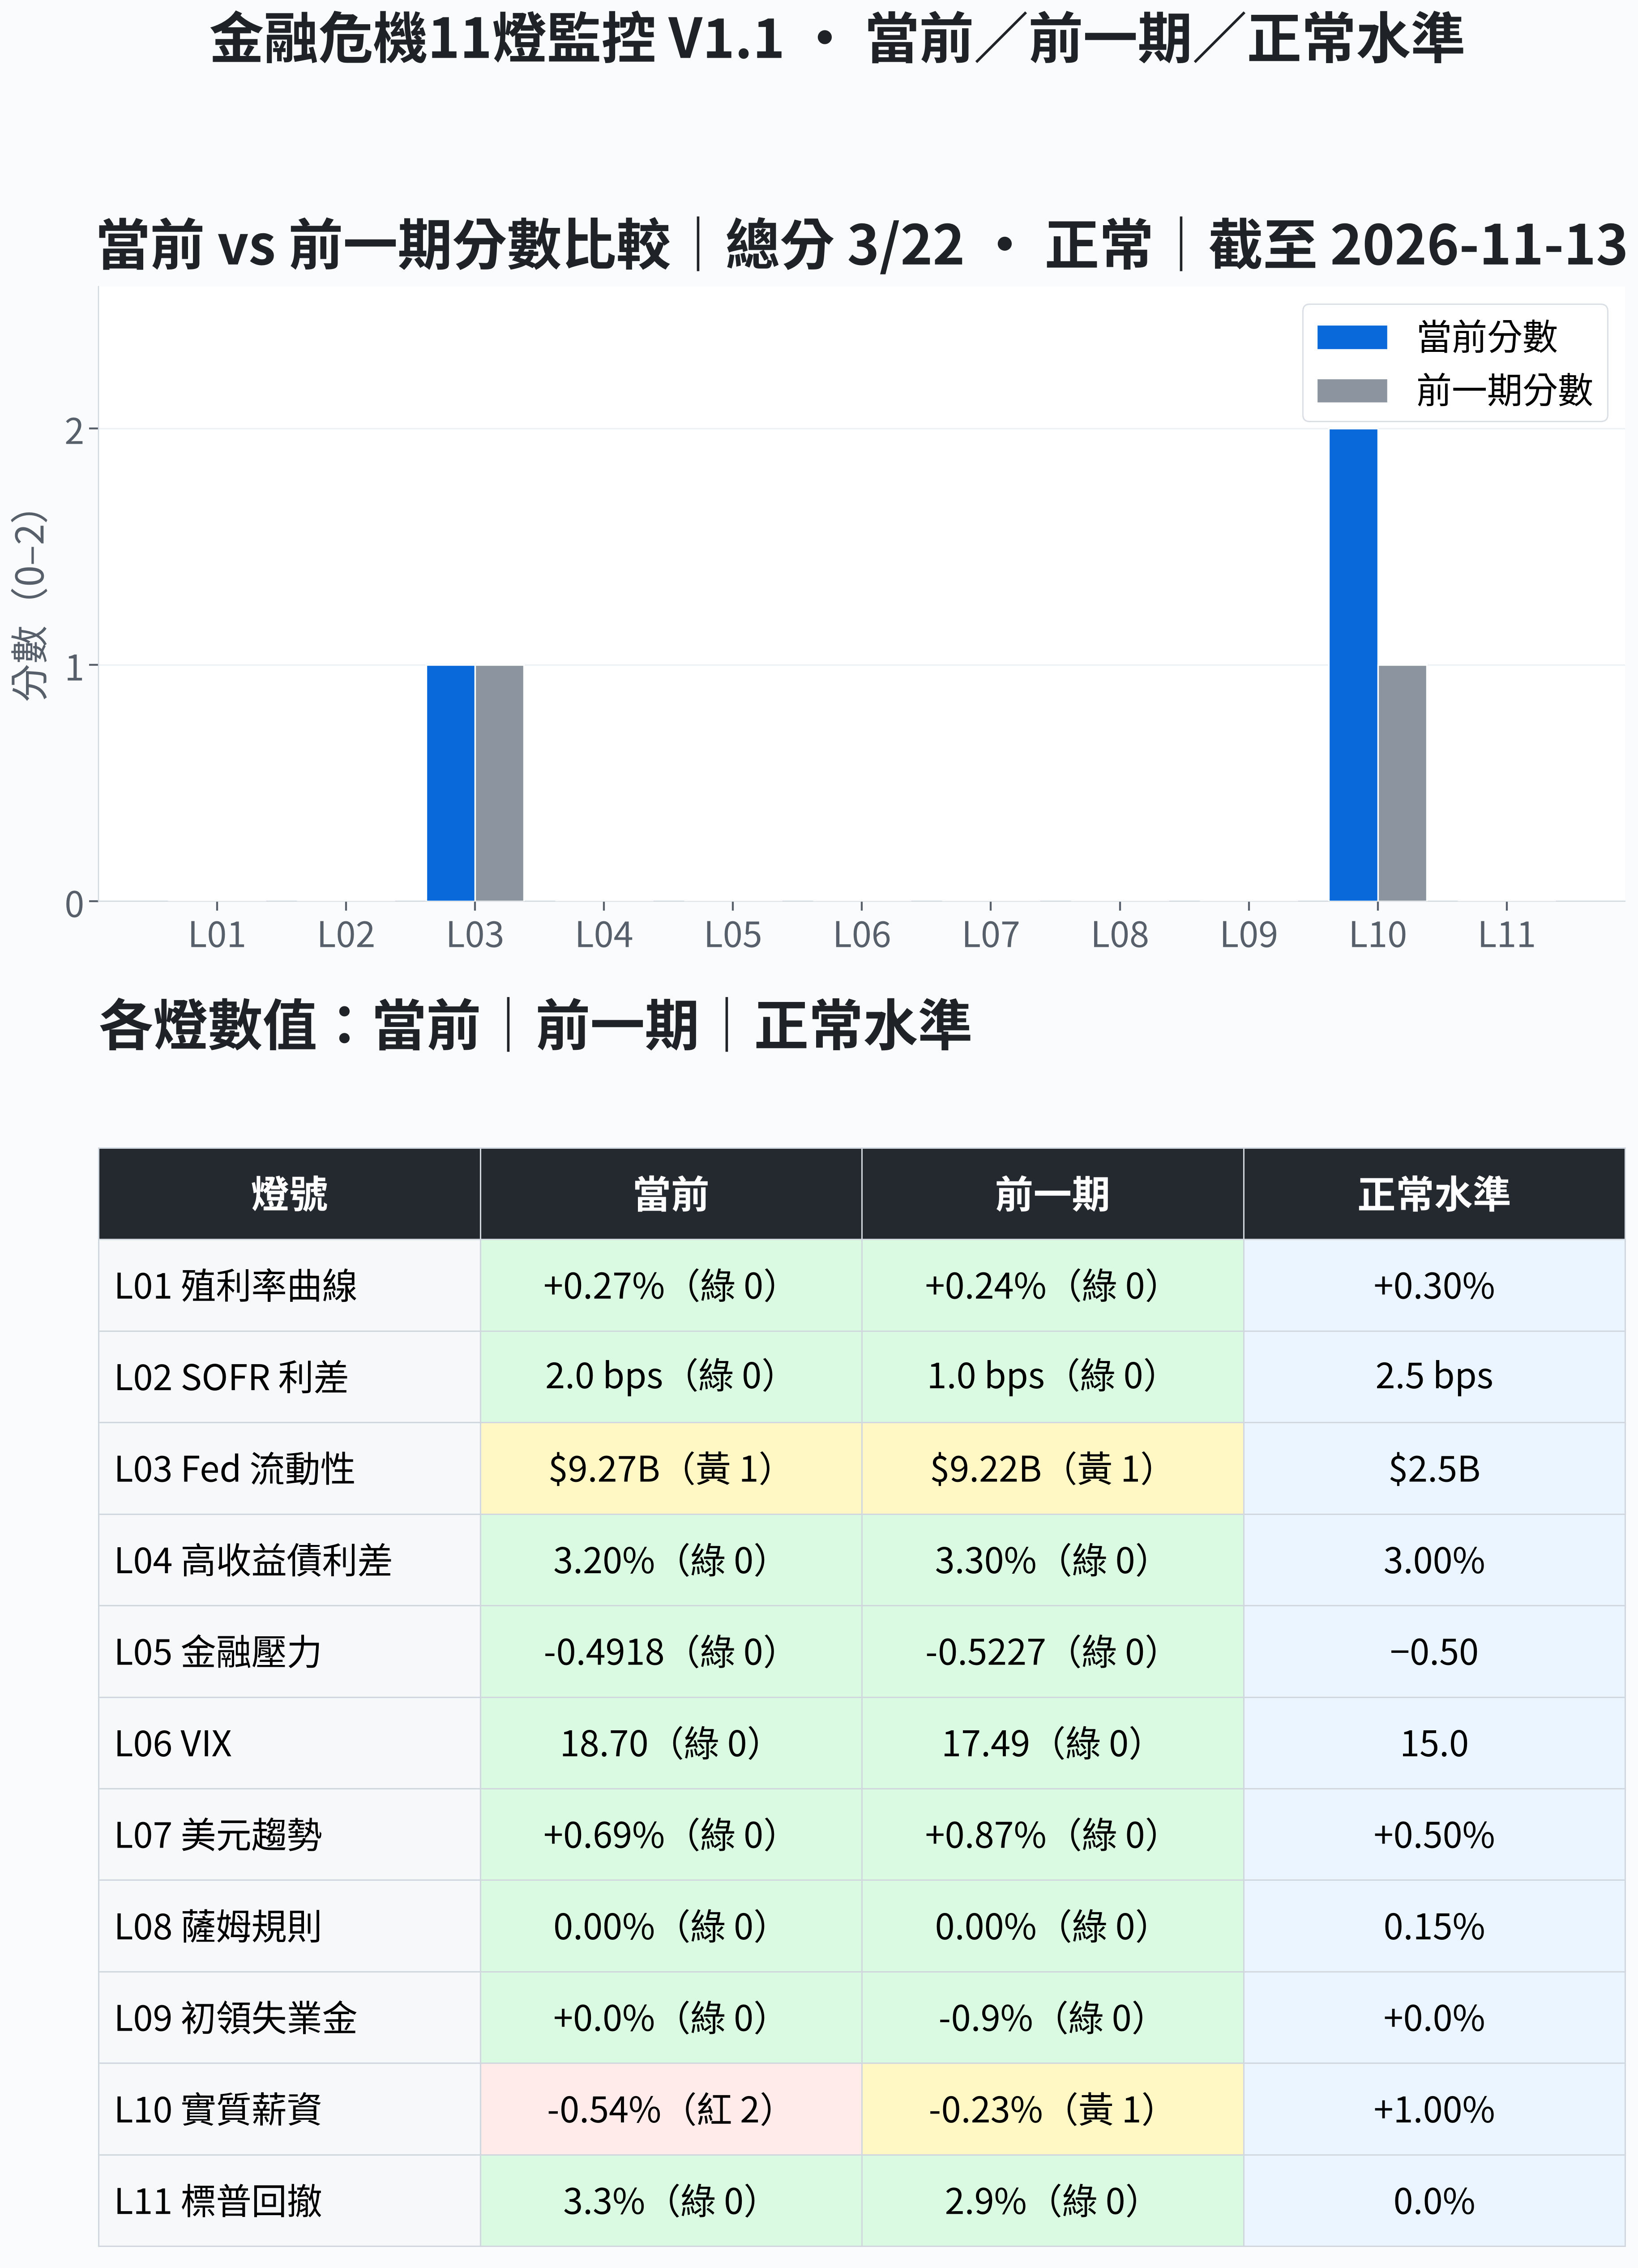 金融危機11燈監控 V1.1 • 當前／前一期／正常水準
當前 vs 前一期分數比較｜總分 3/22 • 正常｜截至 2026-11-13
當前分數
前一期分數
分數（0–2）
2
1
0
L01 L02 L03 L04 L05 L06 L07 L08 L09 L10 L11
各燈數值：當前｜前一期｜正常水準
燈號 當前 前一期 正常水準
L01 殖利率曲線 +0.27%（綠 0） +0.24%（綠 0） +0.30%
L02 SOFR 利差 2.0 bps（綠 0） 1.0 bps（綠 0） 2.5 bps
L03 Fed 流動性 $9.27B（黃 1） $9.22B（黃 1） $2.5B
L04 高收益債利差 3.20%（綠 0） 3.30%（綠 0） 3.00%
L05 金融壓力 -0.4918（綠 0） -0.5227（綠 0） −0.50
L06 VIX 18.70（綠 0） 17.49（綠 0） 15.0
L07 美元趨勢 +0.69%（綠 0） +0.87%（綠 0） +0.50%
L08 薩姆規則 0.00%（綠 0） 0.00%（綠 0） 0.15%
L09 初領失業金 +0.0%（綠 0） -0.9%（綠 0） +0.0%
L10 實質薪資 -0.54%（紅 2） -0.23%（黃 1） +1.00%
L11 標普回撤 3.3%（綠 0） 2.9%（綠 0） 0.0%